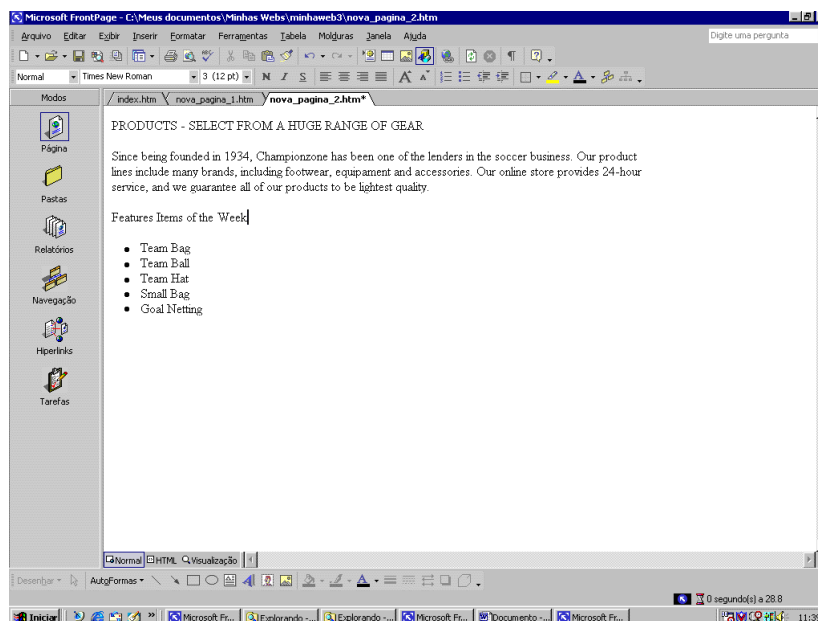 Microsoft FrontPage - C:\Meus documentos\Minhas Webs\minhaweb3\nova_pagina_2.htm
Arquivo Editar Exibir Inserir Formatar Ferramentas Tabela Molduras Janela Ajuda Digite uma pergunta
Normal Times New Roman 3 (12 pt) N I S
Modos
/ index.htm \ nova_pagina_1.htm nova_pagina_2.htm*
PRODUCTS - SELECT FROM A HUGE RANGE OF GEAR
Since being founded in 1934, Championzone has been one of the lenders in the soccer business. Our product
lines include many brands, including footwear, equipament and accessories. Our online store provides 24-hour
service, and we guarantee all of our products to be lightest quality.
Features Items of the Week
• Team Bag
• Team Ball
• Team Hat
• Small Bag
• Goal Netting
Página
Pastas
Relatórios
Navegação
Hiperlinks
Tarefas
Normal HTML Visualização
Desenhar AutoFormas
0 segundo(s) a 28.8
Iniciar » Microsoft Fr... Explorando -... Explorando -... Microsoft Fr... Documento -... Microsoft Fr... 11:39